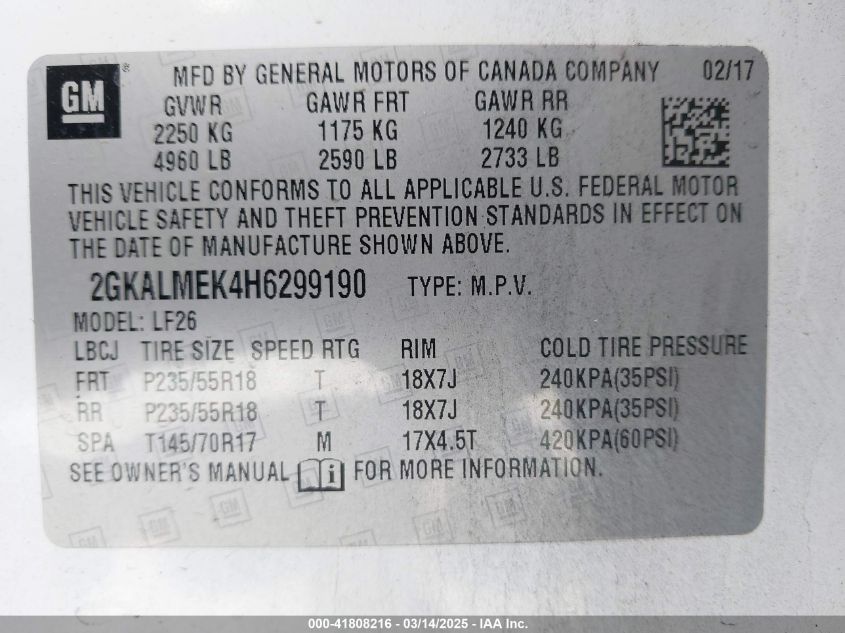 GM ®
MFD BY GENERAL MOTORS OF CANADA COMPANY 02/17
GVWR GAWR FRT GAWR RR
2250 KG 1175 KG 1240 KG
4960 LB 2590 LB 2733 LB
THIS VEHICLE CONFORMS TO ALL APPLICABLE U.S. FEDERAL MOTOR
VEHICLE SAFETY AND THEFT PREVENTION STANDARDS IN EFFECT ON
THE DATE OF MANUFACTURE SHOWN ABOVE.
2GKALMEK4H6299190 TYPE: M.P.V.
MODEL: LF26
LBCJ TIRE SIZE SPEED RTG RIM COLD TIRE PRESSURE
FRT P235/55R18 T 18X7J 240KPA(35PSI)
RR P235/55R18 T 18X7J 240KPA(35PSI)
SPA T145/70R17 M 17X4.5T 420KPA(60PSI)
SEE OWNER'S MANUAL i FOR MORE INFORMATION.
000-41808216 - 03/14/2025 - IAA Inc.